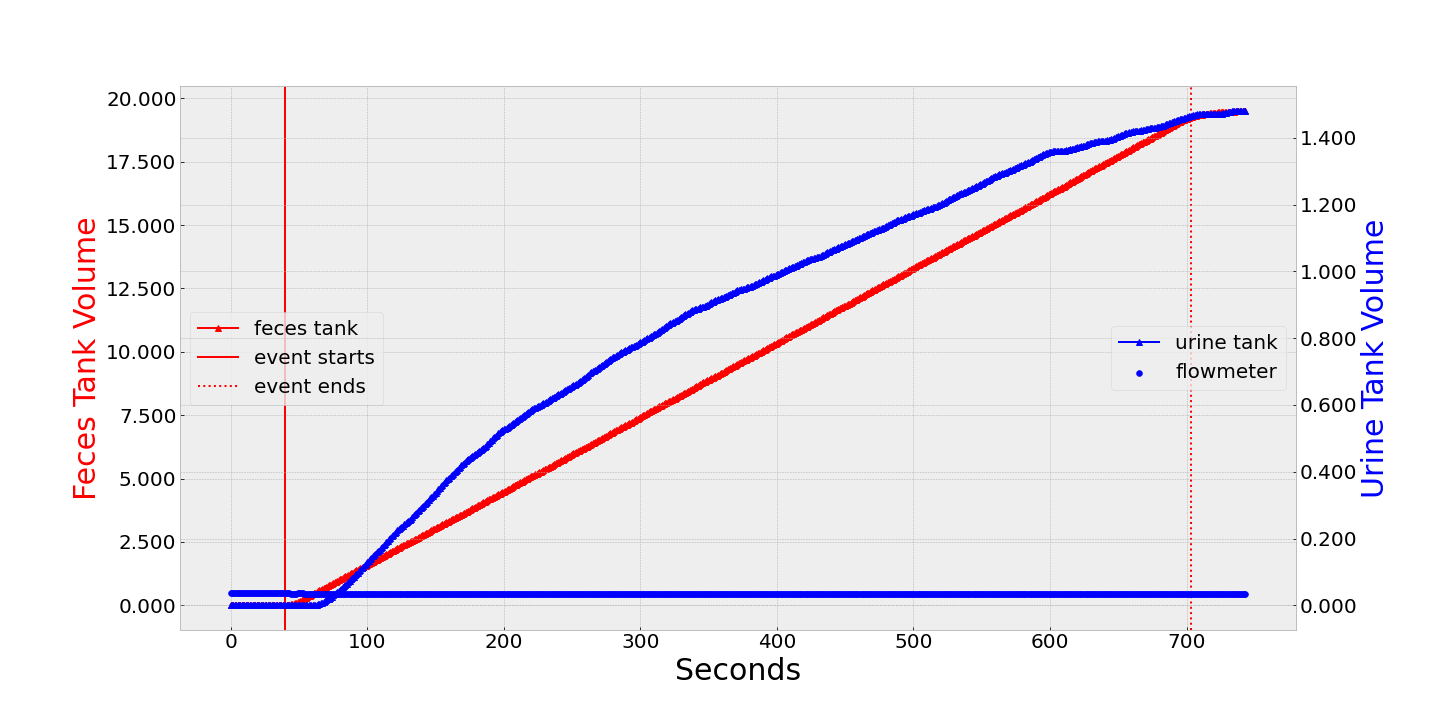 Feces Tank Volume
20.000
17.500
15.000
12.500
10.000
7.500
5.000
2.500
0.000
feces tank
event starts
event ends
urine tank
flowmeter
1.400
1.200
1.000
0.800
0.600
0.400
0.200
0.000
Urine Tank Volume
0 100 200 300 400 500 600 700
Seconds